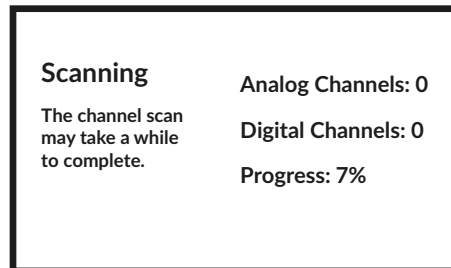 Scanning
The channel scan
may take a while
to complete.
Analog Channels: 0
Digital Channels: 0
Progress: 7%